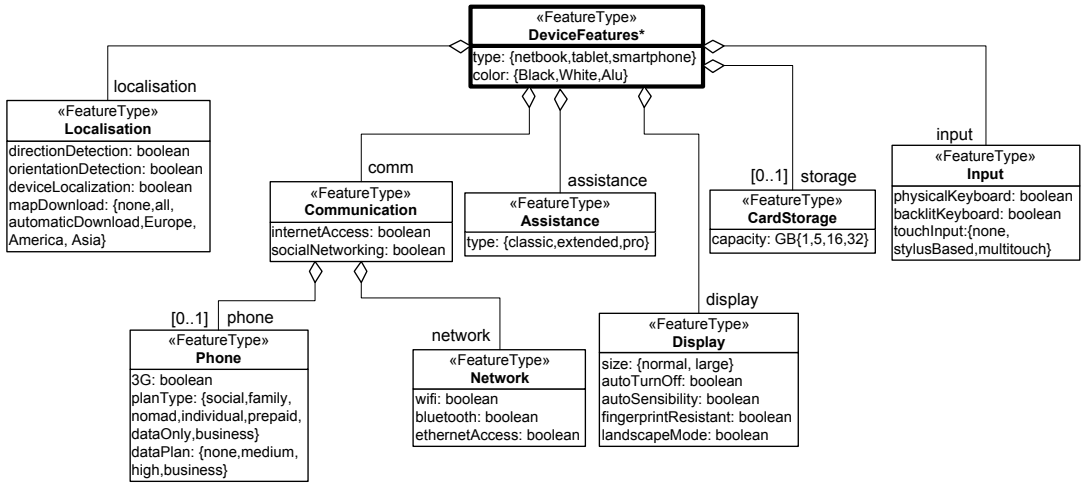 «FeatureType»
DeviceFeatures*
type: {netbook,tablet,smartphone}
color: {Black,White,Alu}
localisation
«FeatureType»
Localisation
directionDetection: boolean
orientationDetection: boolean
deviceLocalization: boolean
mapDownload: {none,all,
automaticDownload,Europe,
America, Asia}
comm
«FeatureType»
Communication
internetAccess: boolean
socialNetworking: boolean
assistance
«FeatureType»
Assistance
type: {classic,extended,pro}
[0..1] storage
«FeatureType»
CardStorage
capacity: GB{1,5,16,32}
input
«FeatureType»
Input
physicalKeyboard: boolean
backlitKeyboard: boolean
touchInput:{none,
stylusBased,multitouch}
[0..1] phone
«FeatureType»
Phone
3G: boolean
planType: {social,family,
nomad,individual,prepaid,
dataOnly,business}
dataPlan: {none,medium,
high,business}
network
«FeatureType»
Network
wifi: boolean
bluetooth: boolean
ethernetAccess: boolean
display
«FeatureType»
Display
size: {normal, large}
autoTurnOff: boolean
autoSensibility: boolean
fingerprintResistant: boolean
landscapeMode: boolean